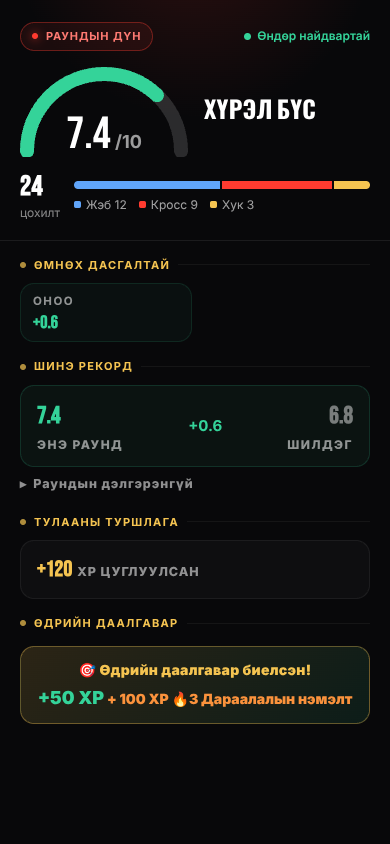 РАУНДЫН ДҮН
Өндөр найдвартай
7.4 /10
ХҮРЭЛ БҮС
24
цохилт
Жэб 12 Кросс 9 Хук 3
ӨМНӨХ ДАСГАЛТАЙ
ОНОО
+0.6
ШИНЭ РЕКОРД
7.4 +0.6 6.8
ЭНЭ РАУНД ШИЛДЭГ
▸ Раундын дэлгэрэнгүй
ТУЛААНЫ ТУРШЛАГА
+120 XP ЦУГЛУУЛСАН
ӨДРИЙН ДААЛГАВАР
🎯 Өдрийн даалгавар биелсэн!
+50 XP + 100 XP 🔥3 Дараалалын нэмэлт